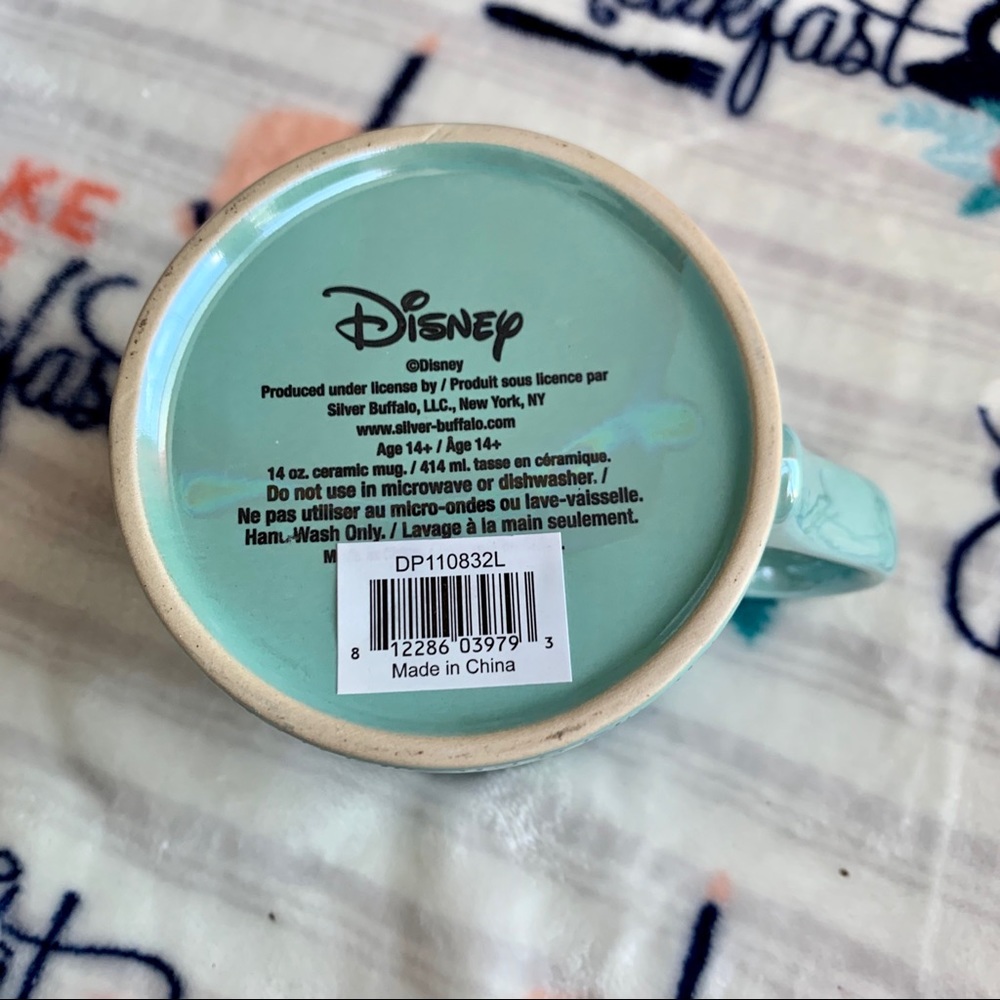 Breakfast &
KE
Disney
©Disney
Produced under license by / Produit sous licence par
Silver Buffalo, LLC., New York, NY
www.silver-buffalo.com
Age 14+ / Âge 14+
14 oz. ceramic mug. / 414 ml. tasse en céramique.
Do not use in microwave or dishwasher. /
Ne pas utiliser au micro-ondes ou lave-vaisselle.
Hand Wash Only. / Lavage à la main seulement.
M
DP110832L
8 12286 03979 3
Made in China